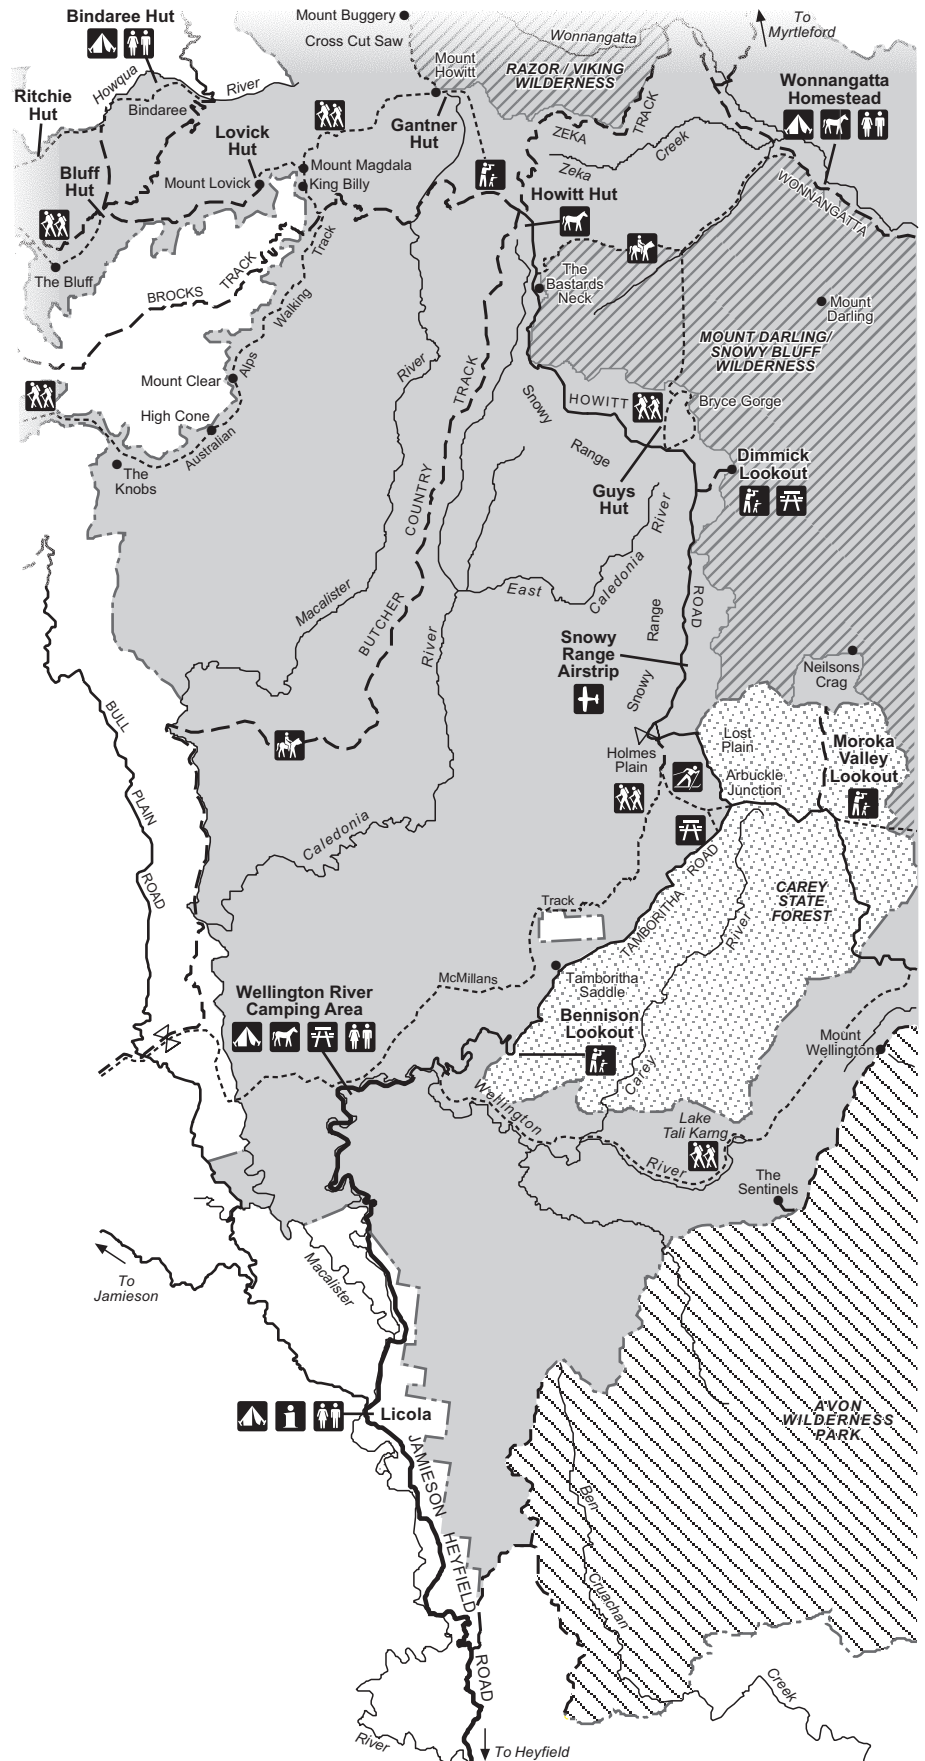 Bindaree Hut
Mount Buggery
Cross Cut Saw
Wonnangatta
To
Myrtleford
Howqua
River
Bindaree
Mount
Howitt
RAZOR / VIKING
WILDERNESS
Wonnangatta
Homestead
Ritchie
Hut
Lovick
Hut
Gantner
Hut
ZEKA
TRACK
Zeka
Creek
Bluff
Hut
Mount Lovick
Mount Magdala
King Billy
Howitt Hut
WONNANGATTA
The Bluff
BROCKS
TRACK
Track
Walking
Alps
Australian
The
Bastards
Neck
Mount
Darling
MOUNT DARLING/
SNOWY BLUFF
WILDERNESS
River
TRACK
Mount Clear
High Cone
The
Knobs
Snowy
Range
HOWITT
Bryce Gorge
Guys
Hut
Dimmick
Lookout
COUNTRY
BUTCHER
Macalister
River
East
Caledonia
River
ROAD
Snowy
Range
Snowy
Range
Airstrip
Neilsons
Crag
BULL
PLAIN
ROAD
Holmes
Plain
Lost
Plain
Arbuckle
Junction
Moroka
Valley
Lookout
Caledonia
TAMBORITHA
ROAD
CAREY
STATE
FOREST
River
Track
McMillans
Tamboritha
Saddle
Wellington River
Camping Area
Bennison
Lookout
Carey
Mount
Wellington
Wellington
River
Lake
Tali Karng
The
Sentinels
To
Jamieson
Macalister
Licola
JAMIESON
HEYFIELD
ROAD
AVON
WILDERNESS
PARK
Ben
Cruachan
Creek
River
To Heyfield